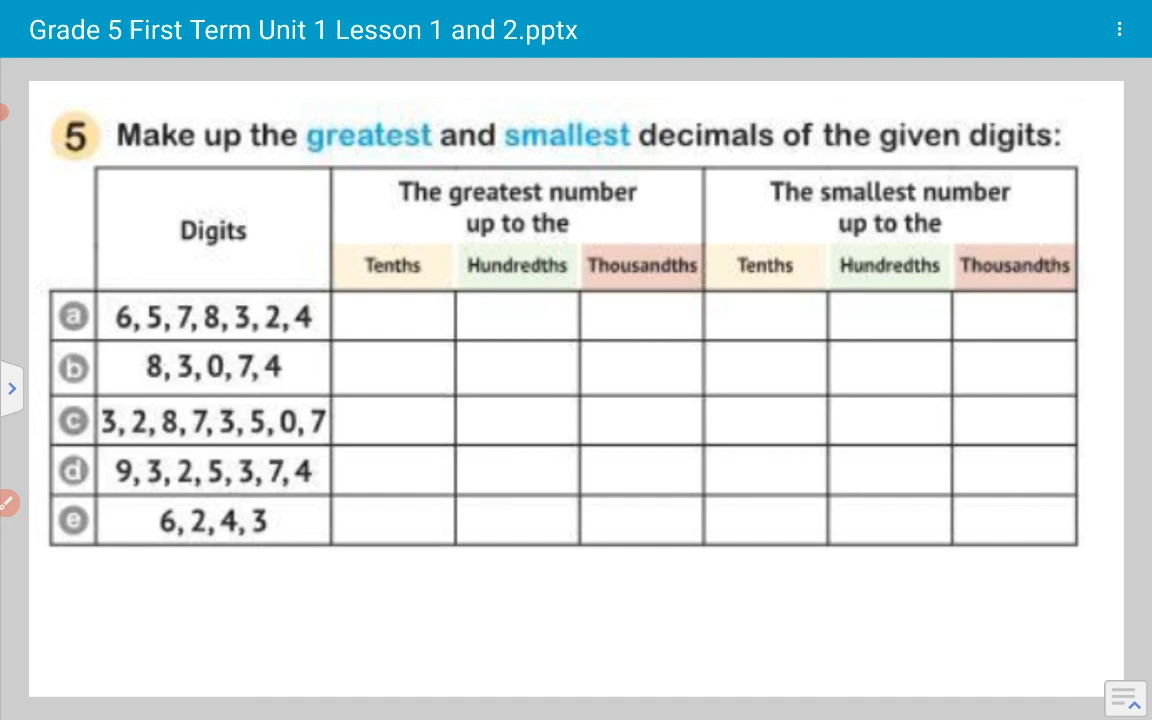 Grade 5 First Term Unit 1 Lesson 1 and 2.pptx
5 Make up the greatest and smallest decimals of the given digits:
Digits
The greatest number
up to the
The smallest number
up to the
Tenths Hundredths Thousandths Tenths Hundredths Thousandths
a 6, 5, 7, 8, 3, 2, 4
b 8, 3, 0, 7, 4
c 3, 2, 8, 7, 3, 5, 0, 7
d 9, 3, 2, 5, 3, 7, 4
e 6, 2, 4, 3